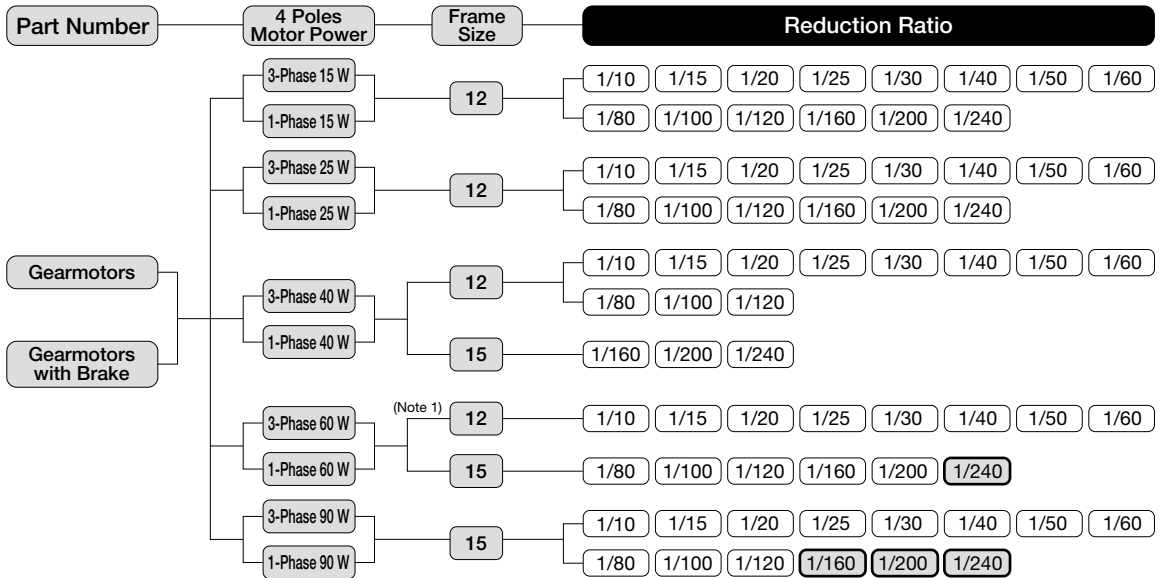 Part Number
4 Poles
Motor Power
Frame
Size
Reduction Ratio
3-Phase 15 W
1-Phase 15 W
12
1/10 1/15 1/20 1/25 1/30 1/40 1/50 1/60
1/80 1/100 1/120 1/160 1/200 1/240
3-Phase 25 W
1-Phase 25 W
12
1/10 1/15 1/20 1/25 1/30 1/40 1/50 1/60
1/80 1/100 1/120 1/160 1/200 1/240
Gearmotors
Gearmotors
with Brake
3-Phase 40 W
1-Phase 40 W
12
1/10 1/15 1/20 1/25 1/30 1/40 1/50 1/60
1/80 1/100 1/120
15
1/160 1/200 1/240
3-Phase 60 W
1-Phase 60 W
(Note 1)
12
1/10 1/15 1/20 1/25 1/30 1/40 1/50 1/60
15
1/80 1/100 1/120 1/160 1/200 1/240
3-Phase 90 W
1-Phase 90 W
15
1/10 1/15 1/20 1/25 1/30 1/40 1/50 1/60
1/80 1/100 1/120 1/160 1/200 1/240